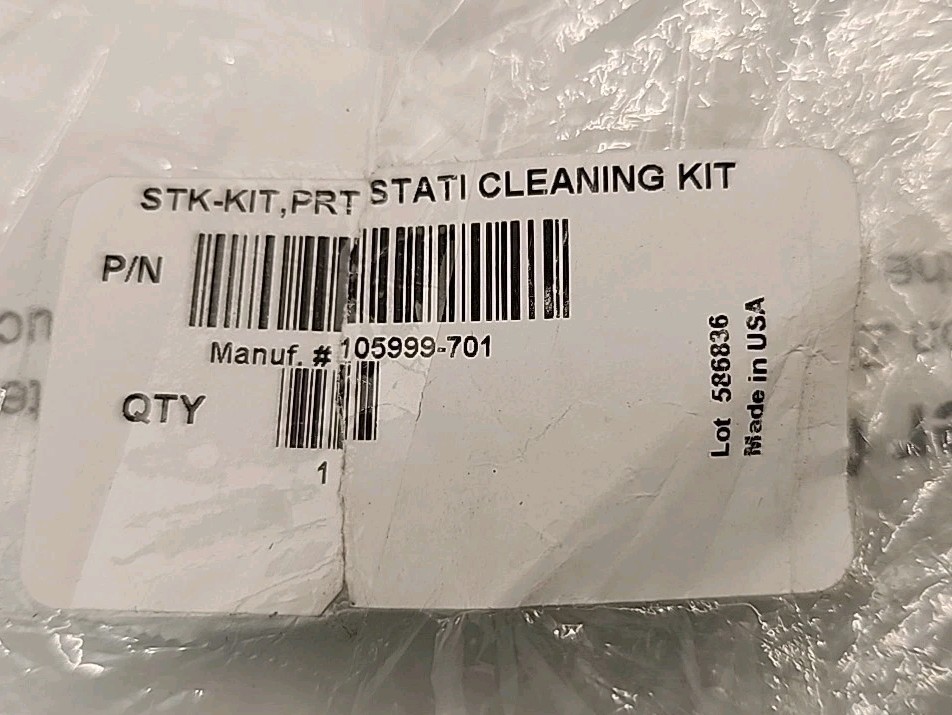 STK-KIT,PRT STATI CLEANING KIT
P/N
Manuf. # 105999-701
QTY
1
Lot 586836
Made in USA